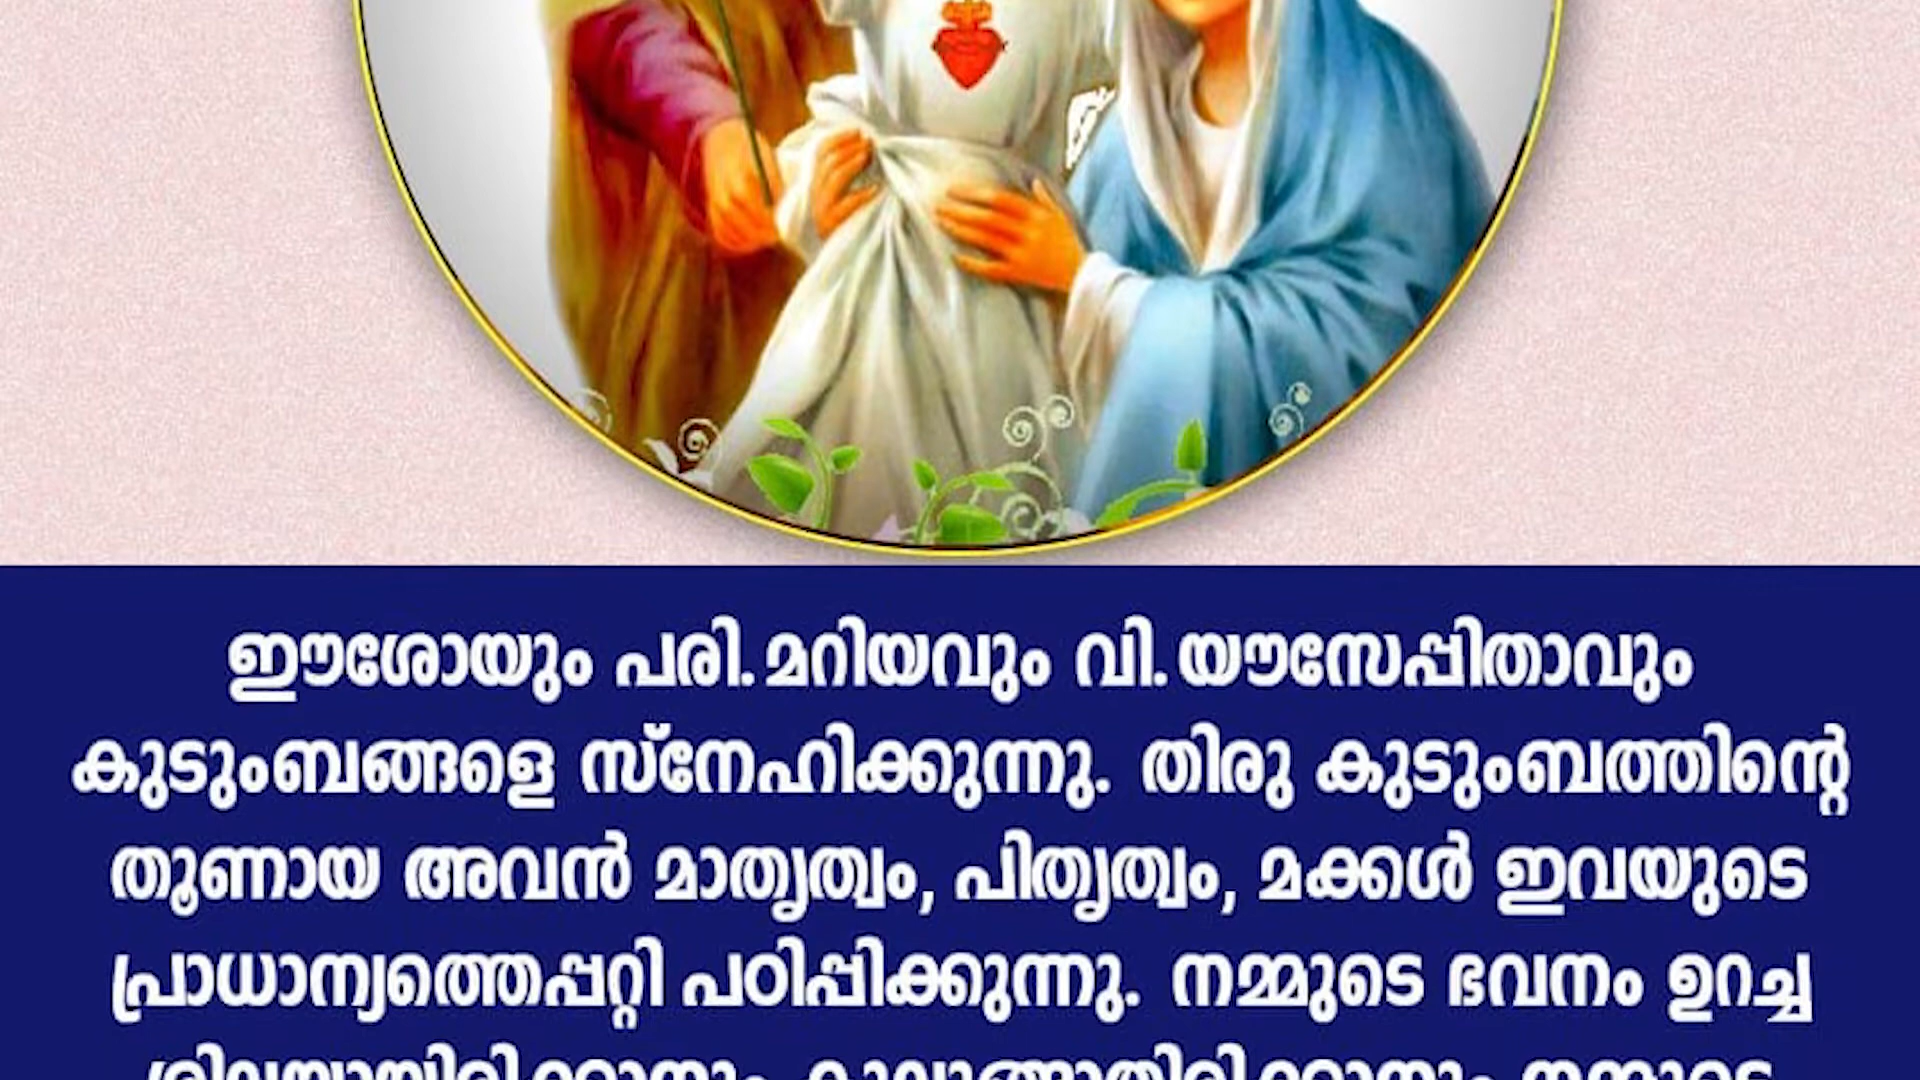 ഈശോയും പരി.മറിയവും വി.യൗസേപ്പിതാവും
കുടുംബങ്ങളെ സ്നേഹിക്കുന്നു. തിരു കുടുംബത്തിന്റെ
തൂണായ അവൻ മാതൃത്വം, പിതൃത്വം, മക്കൾ ഇവയുടെ
പ്രാധാന്യത്തെപ്പറ്റി പഠിപ്പിക്കുന്നു. നമ്മുടെ ഭവനം ഉറച്ച